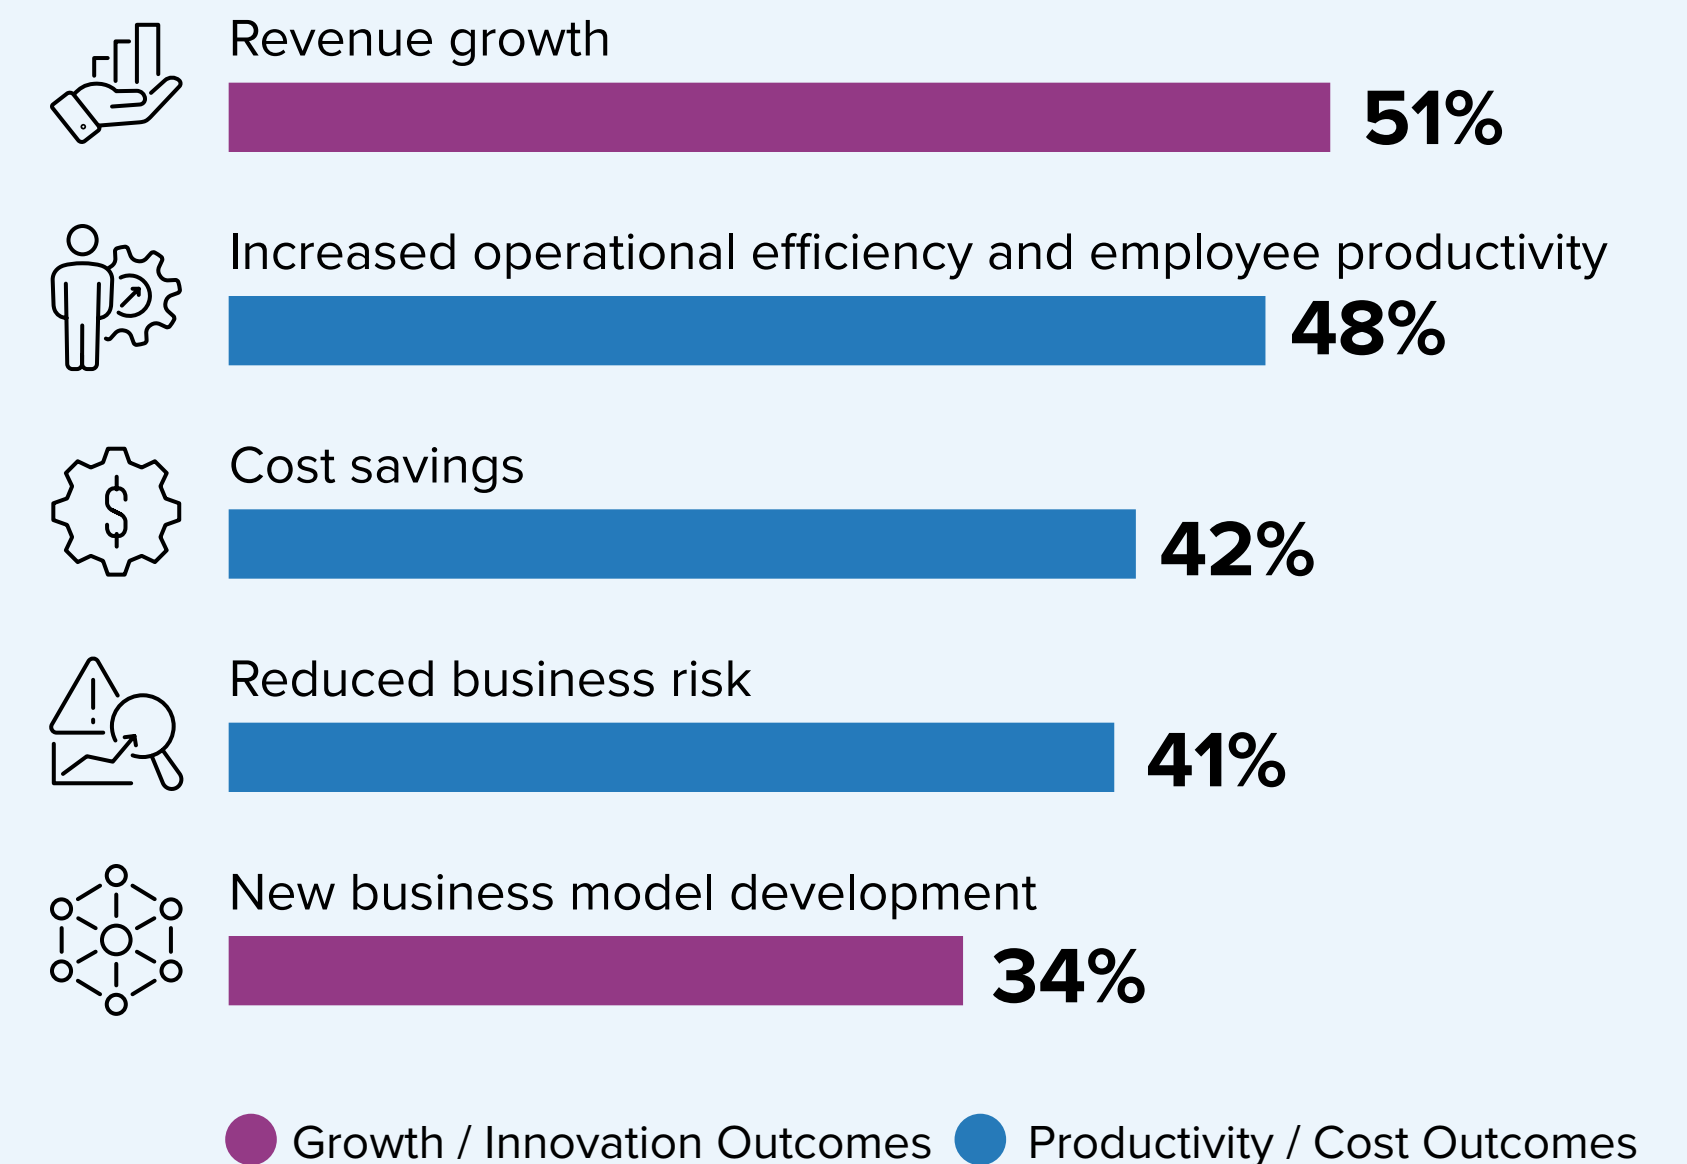 Revenue growth
51%
Increased operational efficiency and employee productivity
48%
Cost savings
$
42%
Reduced business risk
!
41%
New business model development
34%
Growth / Innovation Outcomes
Productivity / Cost Outcomes